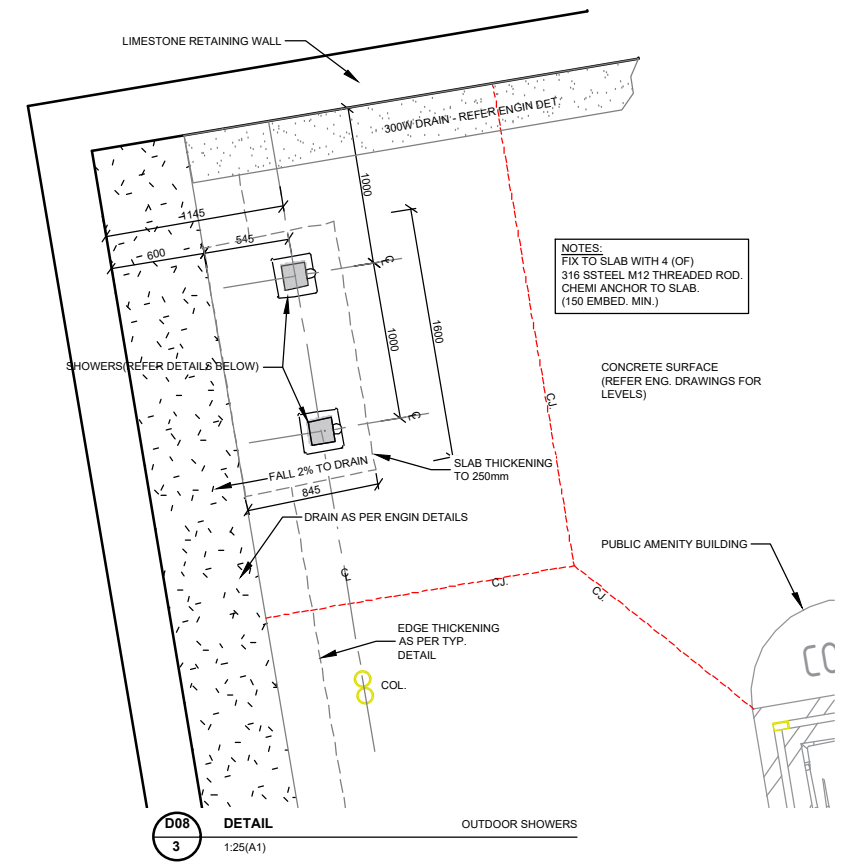 LIMESTONE RETAINING WALL
300W DRAIN - REFER ENGIN DET.
1000
1145
600
545
℄
NOTES:
FIX TO SLAB WITH 4 (OF)
316 SSTEEL M12 THREADED ROD.
CHEMI ANCHOR TO SLAB.
(150 EMBED. MIN.)
1000
1600
SHOWERS(REFER DETAILS BELOW)
CONCRETE SURFACE
(REFER ENG. DRAWINGS FOR
LEVELS)
CJ.
℄
FALL 2% TO DRAIN
SLAB THICKENING
TO 250mm
845
DRAIN AS PER ENGIN DETAILS
PUBLIC AMENITY BUILDING
℄
CJ.
CJ.
EDGE THICKENING
AS PER TYP.
DETAIL
COL.
CO
D08
3
DETAIL
OUTDOOR SHOWERS
1:25(A1)